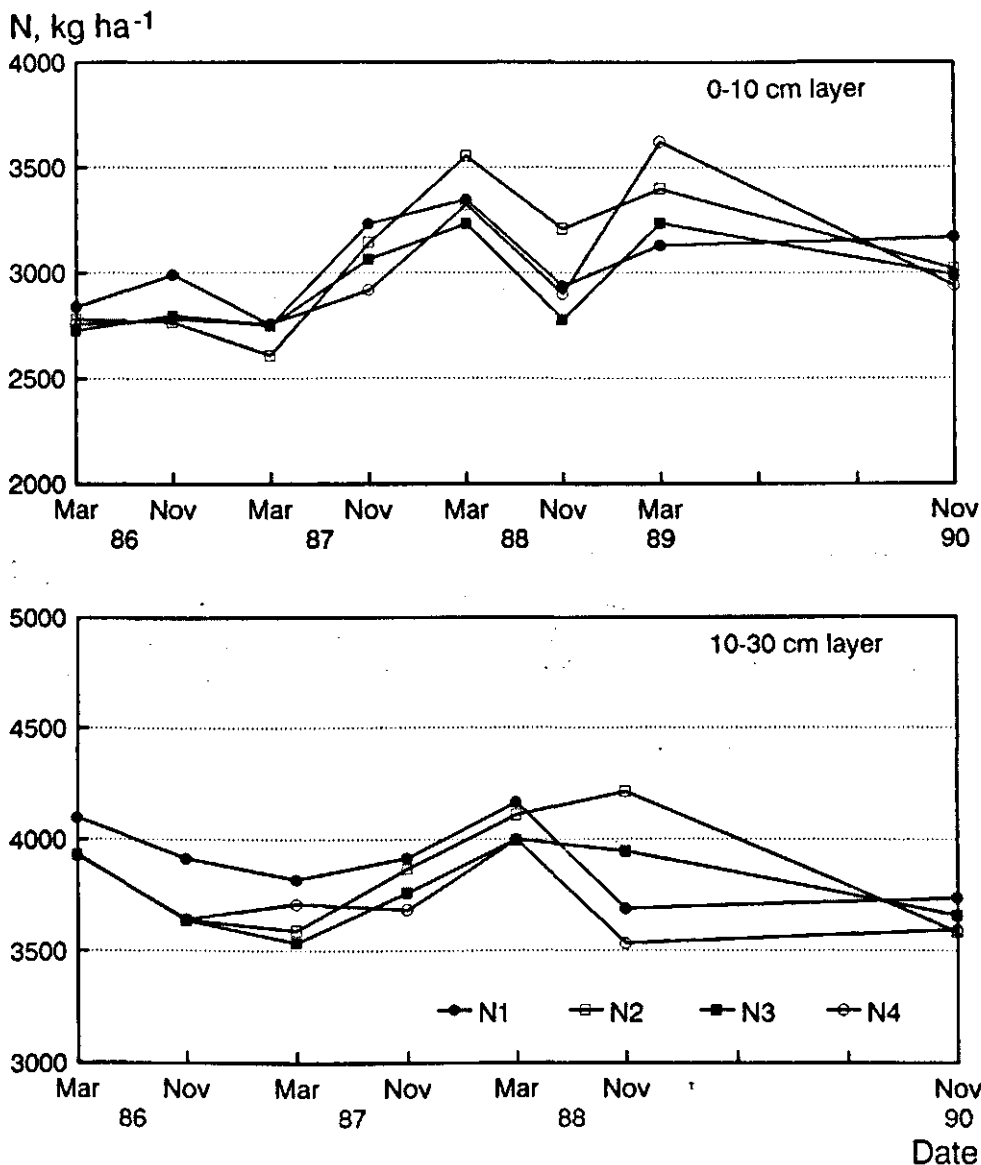 N, kg ha-1
4000
0-10 cm layer
3500
3000
2500
2000
Mar Nov Mar Nov Mar Nov Mar Nov
86 87 88 89 90
5000
10-30 cm layer
4500
4000
3500
N1 N2 N3 N4
3000
Mar Nov Mar Nov Mar Nov Nov
86 87 88 90
Date